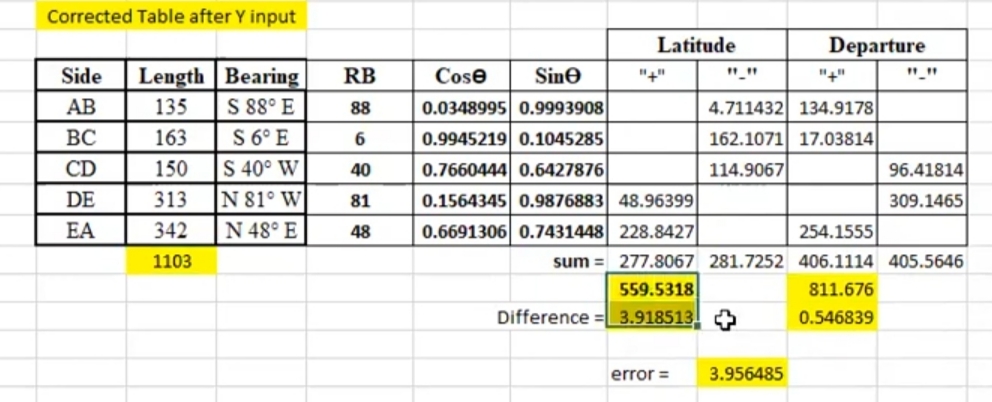 Corrected Table after Y input
Latitude Departure
Side Length Bearing RB CosƟ SinƟ "+" "-" "+" "-"
AB 135 S 88° E 88 0.0348995 0.9993908 4.711432 134.9178
BC 163 S 6° E 6 0.9945219 0.1045285 162.1071 17.03814
CD 150 S 40° W 40 0.7660444 0.6427876 114.9067 96.41814
DE 313 N 81° W 81 0.1564345 0.9876883 48.96399 309.1465
EA 342 N 48° E 48 0.6691306 0.7431448 228.8427 254.1555
1103 sum = 277.8067 281.7252 406.1114 405.5646
559.5318 811.676
Difference = 3.918513 0.546839
error = 3.956485